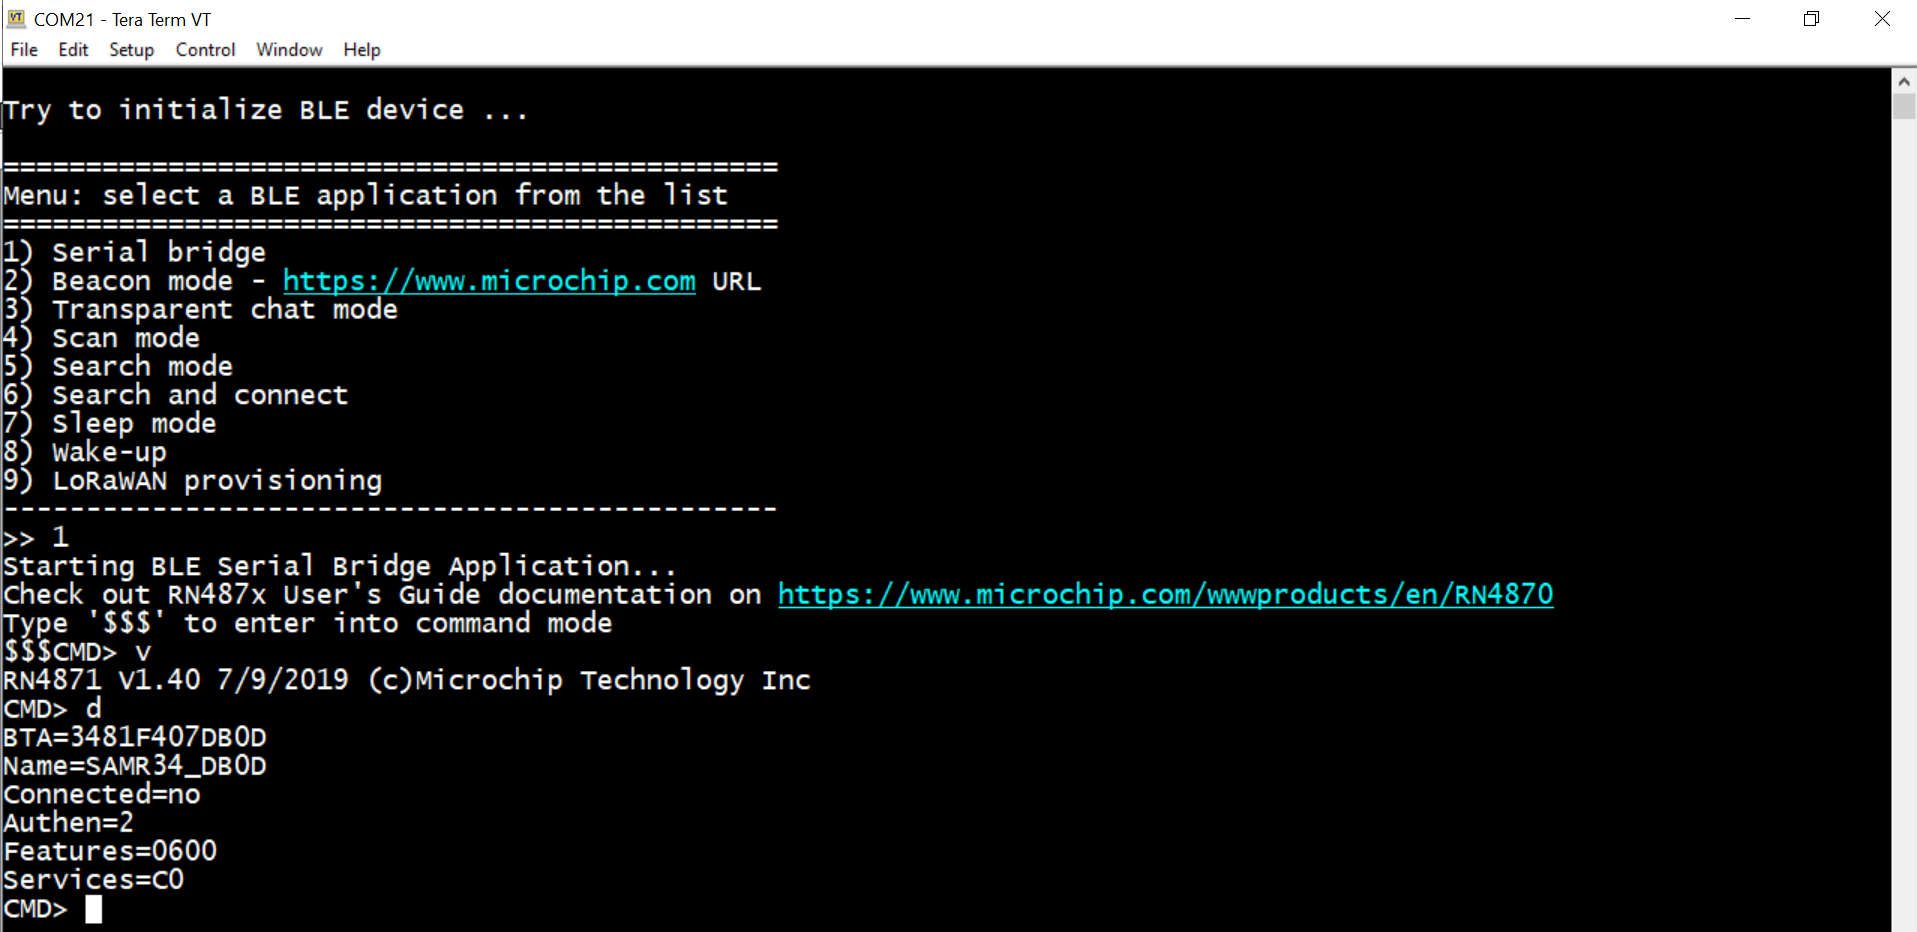 COM21 - Tera Term VT
File Edit Setup Control Window Help
Try to initialize BLE device ...
===============================================
Menu: select a BLE application from the list
===============================================
1) Serial bridge
2) Beacon mode - https://www.microchip.com URL
3) Transparent chat mode
4) Scan mode
5) Search mode
6) Search and connect
7) Sleep mode
8) Wake-up
9) LoRaWAN provisioning
-----------------------------------------------
>> 1
Starting BLE Serial Bridge Application...
Check out RN487x User's Guide documentation on https://www.microchip.com/wwwproducts/en/RN4870
Type '$$$' to enter into command mode
$$$CMD> v
RN4871 V1.40 7/9/2019 (c)Microchip Technology Inc
CMD> d
BTA=3481F407DB0D
Name=SAMR34_DB0D
Connected=no
Authen=2
Features=0600
Services=C0
CMD>